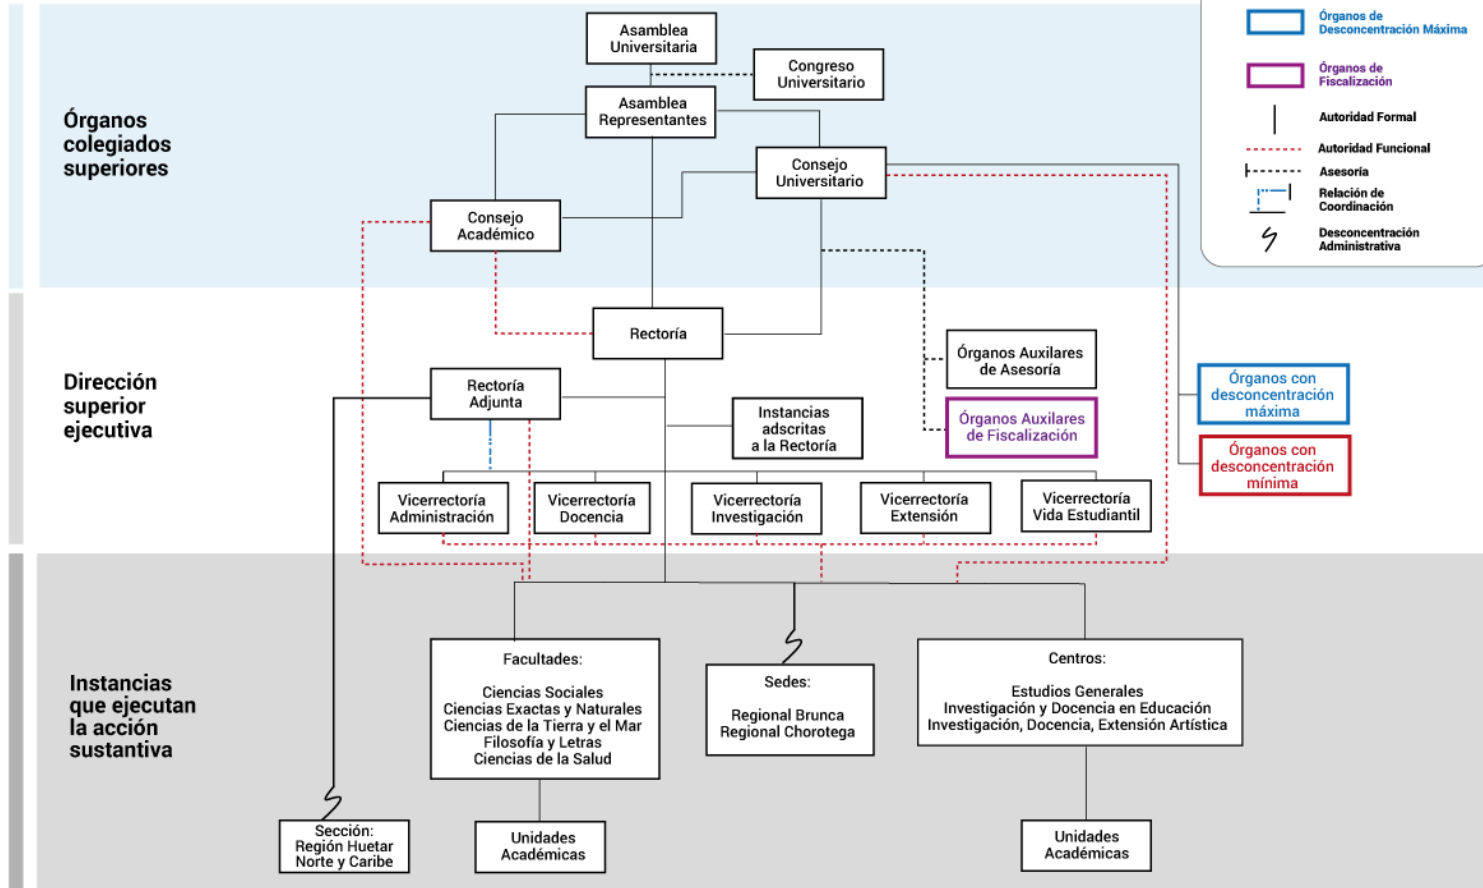 Órganos de
Desconcentración Máxima
Órganos de
Fiscalización
Autoridad Formal
Autoridad Funcional
Asesoría
Relación de
Coordinación
Desconcentración
Administrativa
Órganos
colegiados
superiores
Asamblea
Universitaria
Congreso
Universitario
Asamblea
Representantes
Consejo
Universitario
Consejo
Académico
Dirección
superior
ejecutiva
Rectoría
Rectoría
Adjunta
Instancias
adscritas
a la Rectoría
Órganos Auxilares
de Asesoría
Órganos Auxilares
de Fiscalización
Órganos con
desconcentración
máxima
Órganos con
desconcentración
mínima
Vicerrectoría
Administración
Vicerrectoría
Docencia
Vicerrectoría
Investigación
Vicerrectoría
Extensión
Vicerrectoría
Vida Estudiantil
Instancias
que ejecutan
la acción
sustantiva
Facultades:
Ciencias Sociales
Ciencias Exactas y Naturales
Ciencias de la Tierra y el Mar
Filosofía y Letras
Ciencias de la Salud
Sedes:
Regional Brunca
Regional Chorotega
Centros:
Estudios Generales
Investigación y Docencia en Educación
Investigación, Docencia, Extensión Artística
Sección:
Región Huetar
Norte y Caribe
Unidades
Académicas
Unidades
Académicas